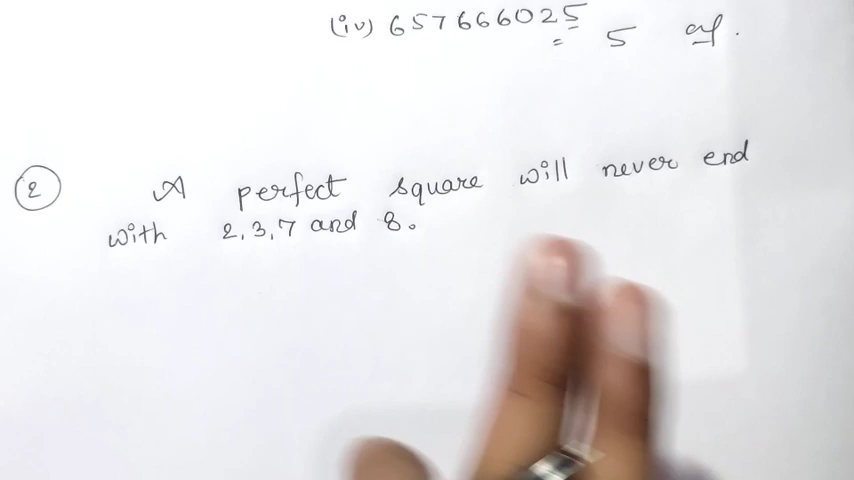 (iv) 657666025 5 of.
2 A perfect square will never end
with 2, 3, 7 and 8.